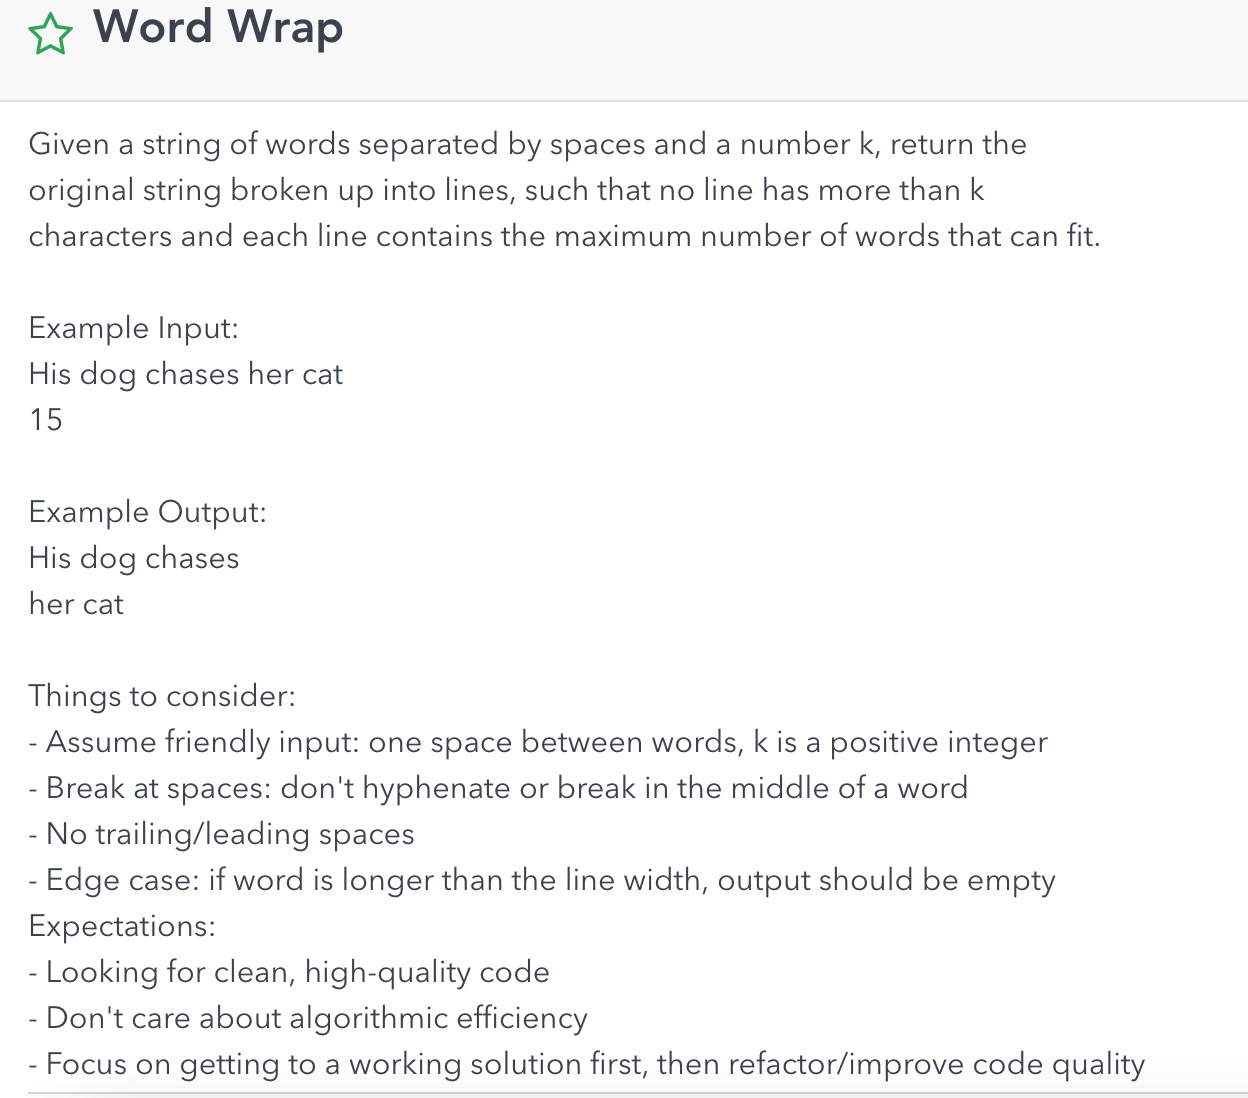 Word Wrap
Given a string of words separated by spaces and a number k, return the
original string broken up into lines, such that no line has more than k
characters and each line contains the maximum number of words that can fit.
Example Input:
His dog chases her cat
15
Example Output:
His dog chases
her cat
Things to consider:
- Assume friendly input: one space between words, k is a positive integer
- Break at spaces: don't hyphenate or break in the middle of a word
- No trailing/leading spaces
- Edge case: if word is longer than the line width, output should be empty
Expectations:
- Looking for clean, high-quality code
- Don't care about algorithmic efficiency
- Focus on getting to a working solution first, then refactor/improve code quality